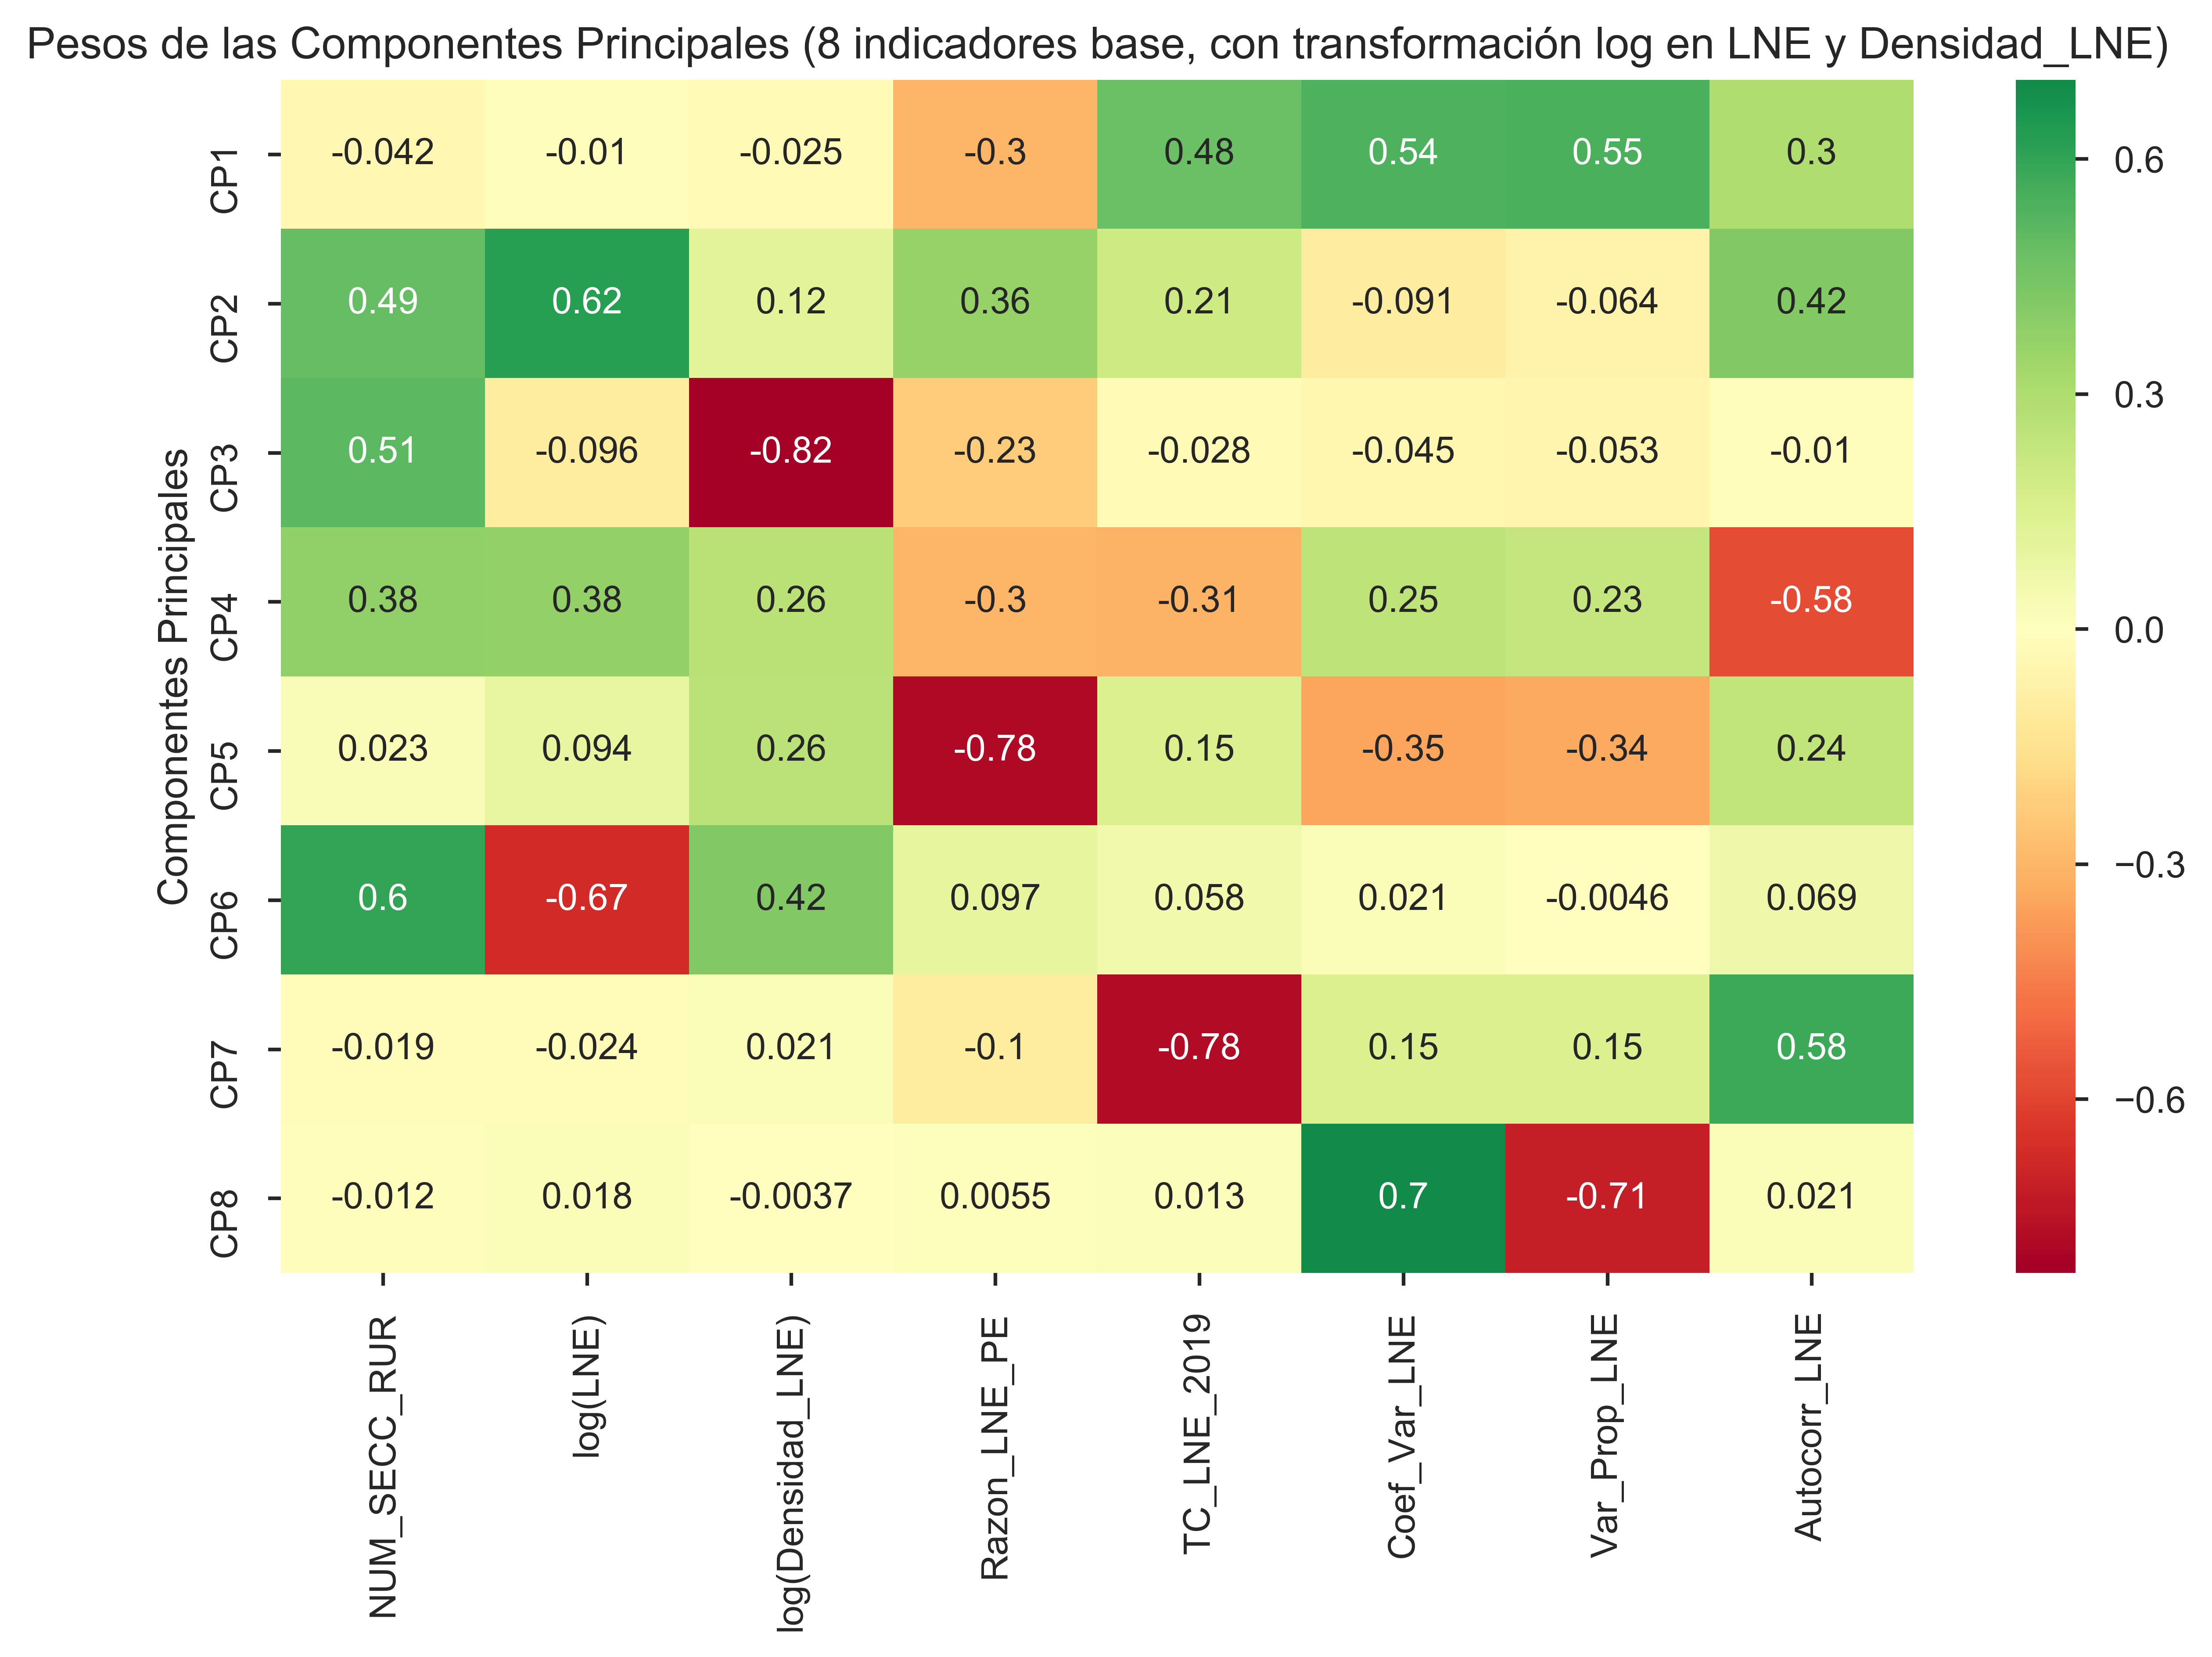 Pesos de las Componentes Principales (8 indicadores base, con transformación log en LNE y Densidad_LNE)
Componentes Principales
CP1 -0.042 -0.01 -0.025 -0.3 0.48 0.54 0.55 0.3
CP2 0.49 0.62 0.12 0.36 0.21 -0.091 -0.064 0.42
CP3 0.51 -0.096 -0.82 -0.23 -0.028 -0.045 -0.053 -0.01
CP4 0.38 0.38 0.26 -0.3 -0.31 0.25 0.23 -0.58
CP5 0.023 0.094 0.26 -0.78 0.15 -0.35 -0.34 0.24
CP6 0.6 -0.67 0.42 0.097 0.058 0.021 -0.0046 0.069
CP7 -0.019 -0.024 0.021 -0.1 -0.78 0.15 0.15 0.58
CP8 -0.012 0.018 -0.0037 0.0055 0.013 0.7 -0.71 0.021
NUM_SECC_RUR
log(LNE)
log(Densidad_LNE)
Razon_LNE_PE
TC_LNE_2019
Coef_Var_LNE
Var_Prop_LNE
Autocorr_LNE
0.6
0.3
0.0
−0.3
−0.6